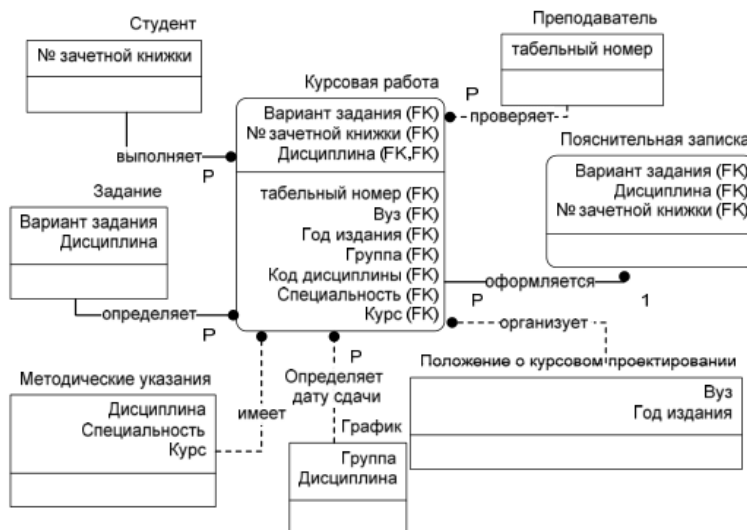 Студент
№ зачетной книжки
Преподаватель
табельный номер
Р
проверяет
Курсовая работа
Вариант задания (FK)
№ зачетной книжки (FK)
Дисциплина (FK,FK)
табельный номер (FK)
Вуз (FK)
Год издания (FK)
Группа (FK)
Код дисциплины (FK)
Специальность (FK)
Курс (FK)
выполняет
Р
Пояснительная записка
Вариант задания (FK)
Дисциплина (FK)
№ зачетной книжки (FK)
Задание
Вариант задания
Дисциплина
определяет
Р
оформляется
Р
1
организует
Положение о курсовом проектировании
Вуз
Год издания
Методические указания
Дисциплина
Специальность
Курс
имеет
Р
Определяет
дату сдачи
График
Группа
Дисциплина